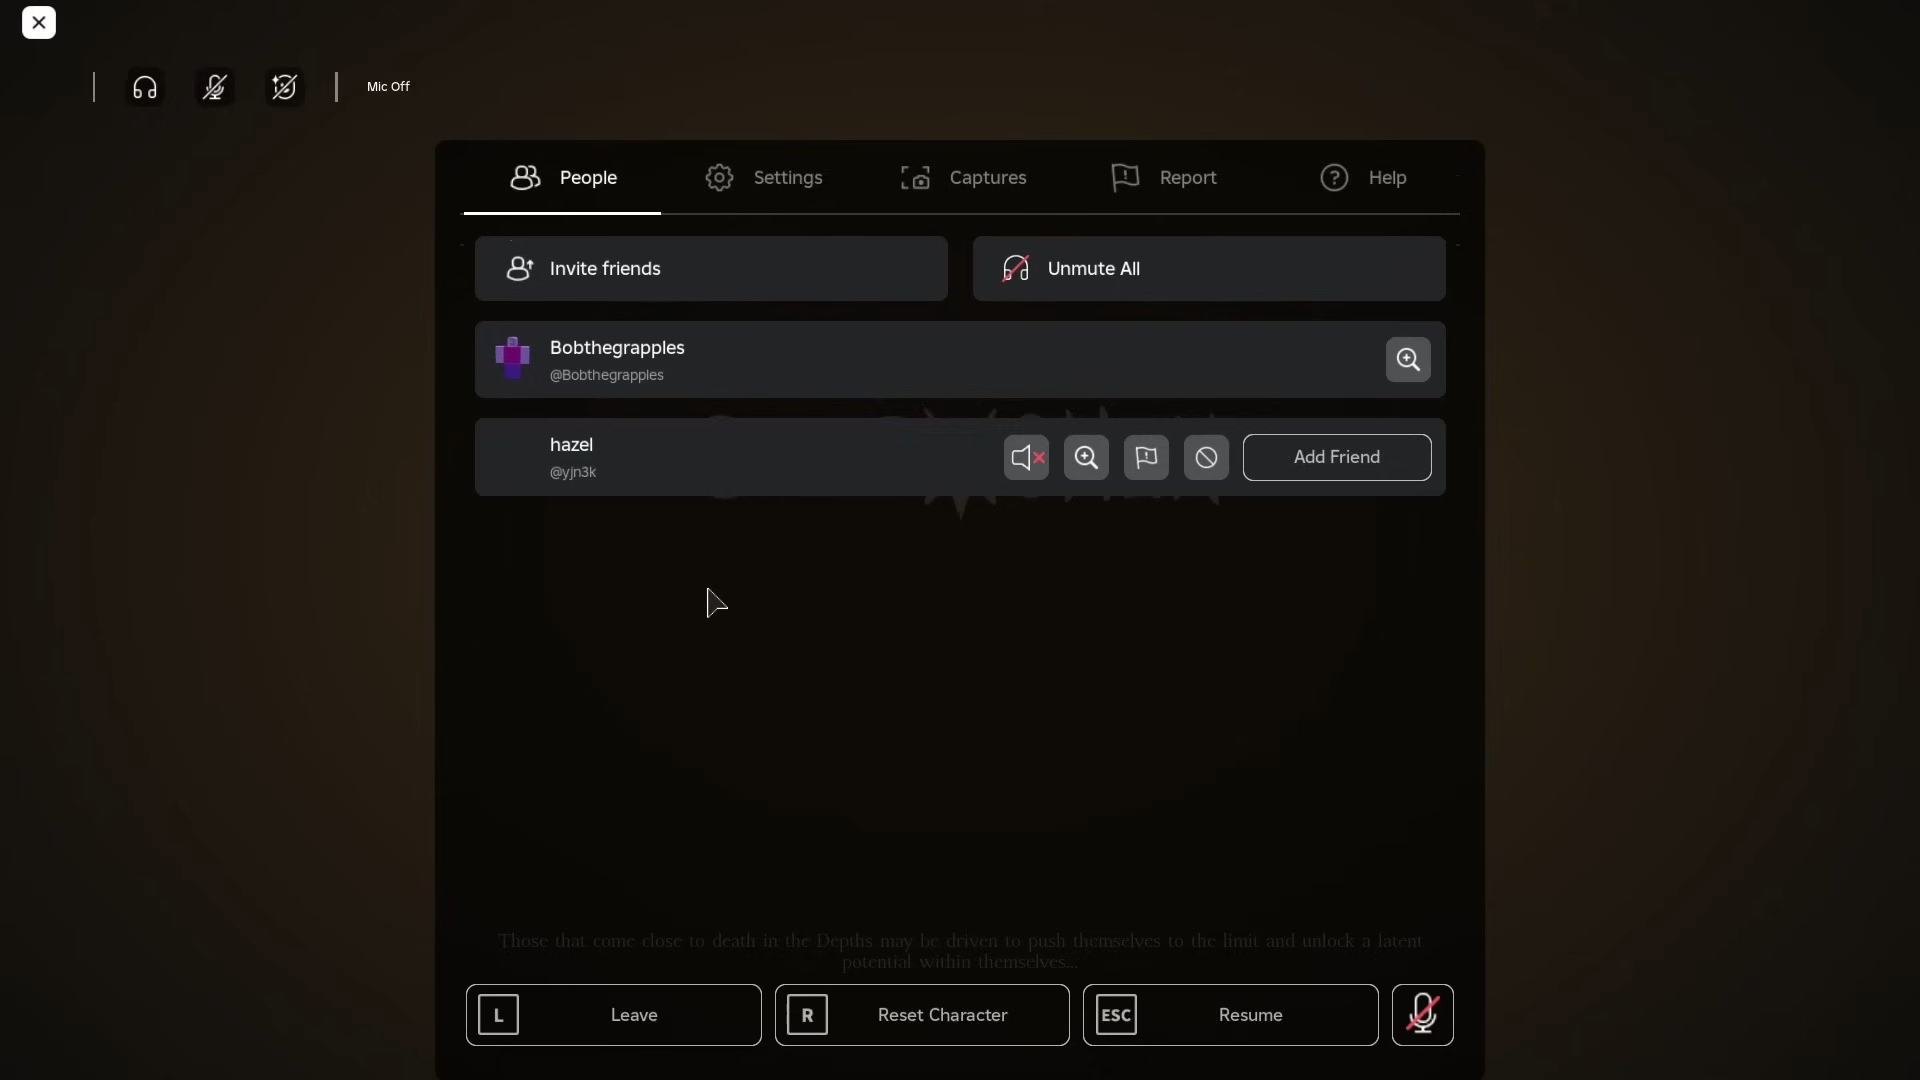 Mic Off
People
Settings
Captures
Report
Help
Invite friends
Unmute All
Bobthegrapples
@Bobthegrapples
hazel
@yjn3k
Add Friend
Those that come close to death in the Depths may be driven to push themselves to the limit and unlock a latent
potential within themselves...
L
Leave
R
Reset Character
ESC
Resume